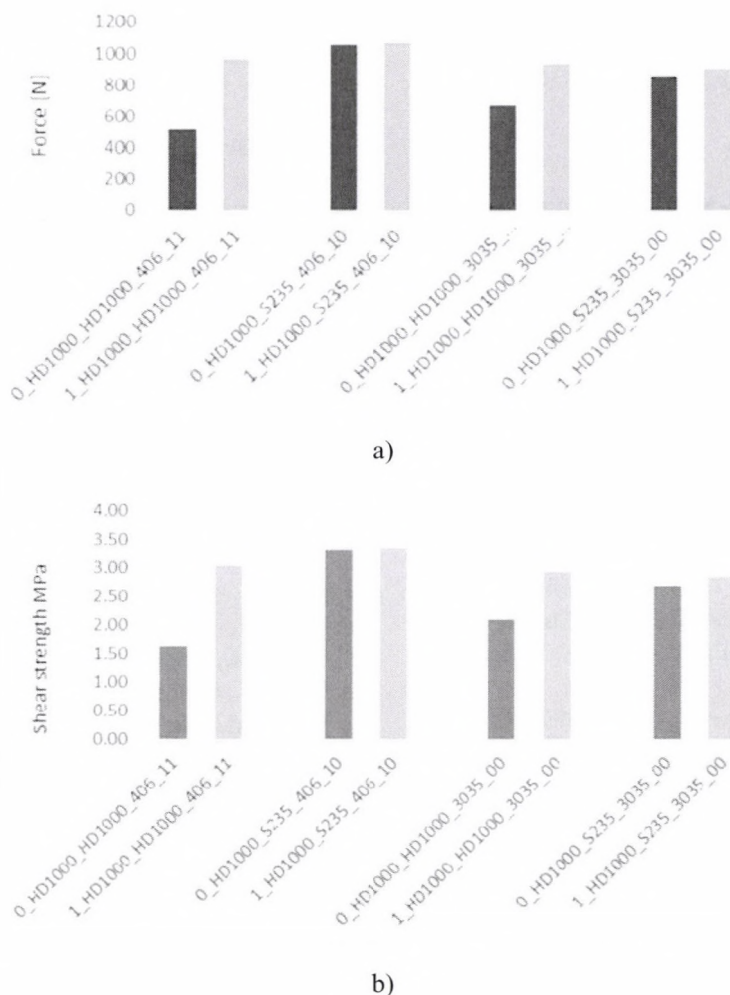 1200
1000
800
600
400
200
0
Force [N]
0_HD1000_HD1000_406_11
1_HD1000_HD1000_406_11
0_HD1000_S235_406_10
1_HD1000_S235_406_10
0_HD1000_HD1000_3035_...
1_HD1000_HD1000_3035_...
0_HD1000_S235_3035_00
1_HD1000_S235_3035_00
a)
4.00
3.50
3.00
2.50
2.00
1.50
1.00
0.50
0.00
Shear strength MPa
0_HD1000_HD1000_406_11
1_HD1000_HD1000_406_11
0_HD1000_S235_406_10
1_HD1000_S235_406_10
0_HD1000_HD1000_3035_00
1_HD1000_HD1000_3035_00
0_HD1000_S235_3035_00
1_HD1000_S235_3035_00
b)